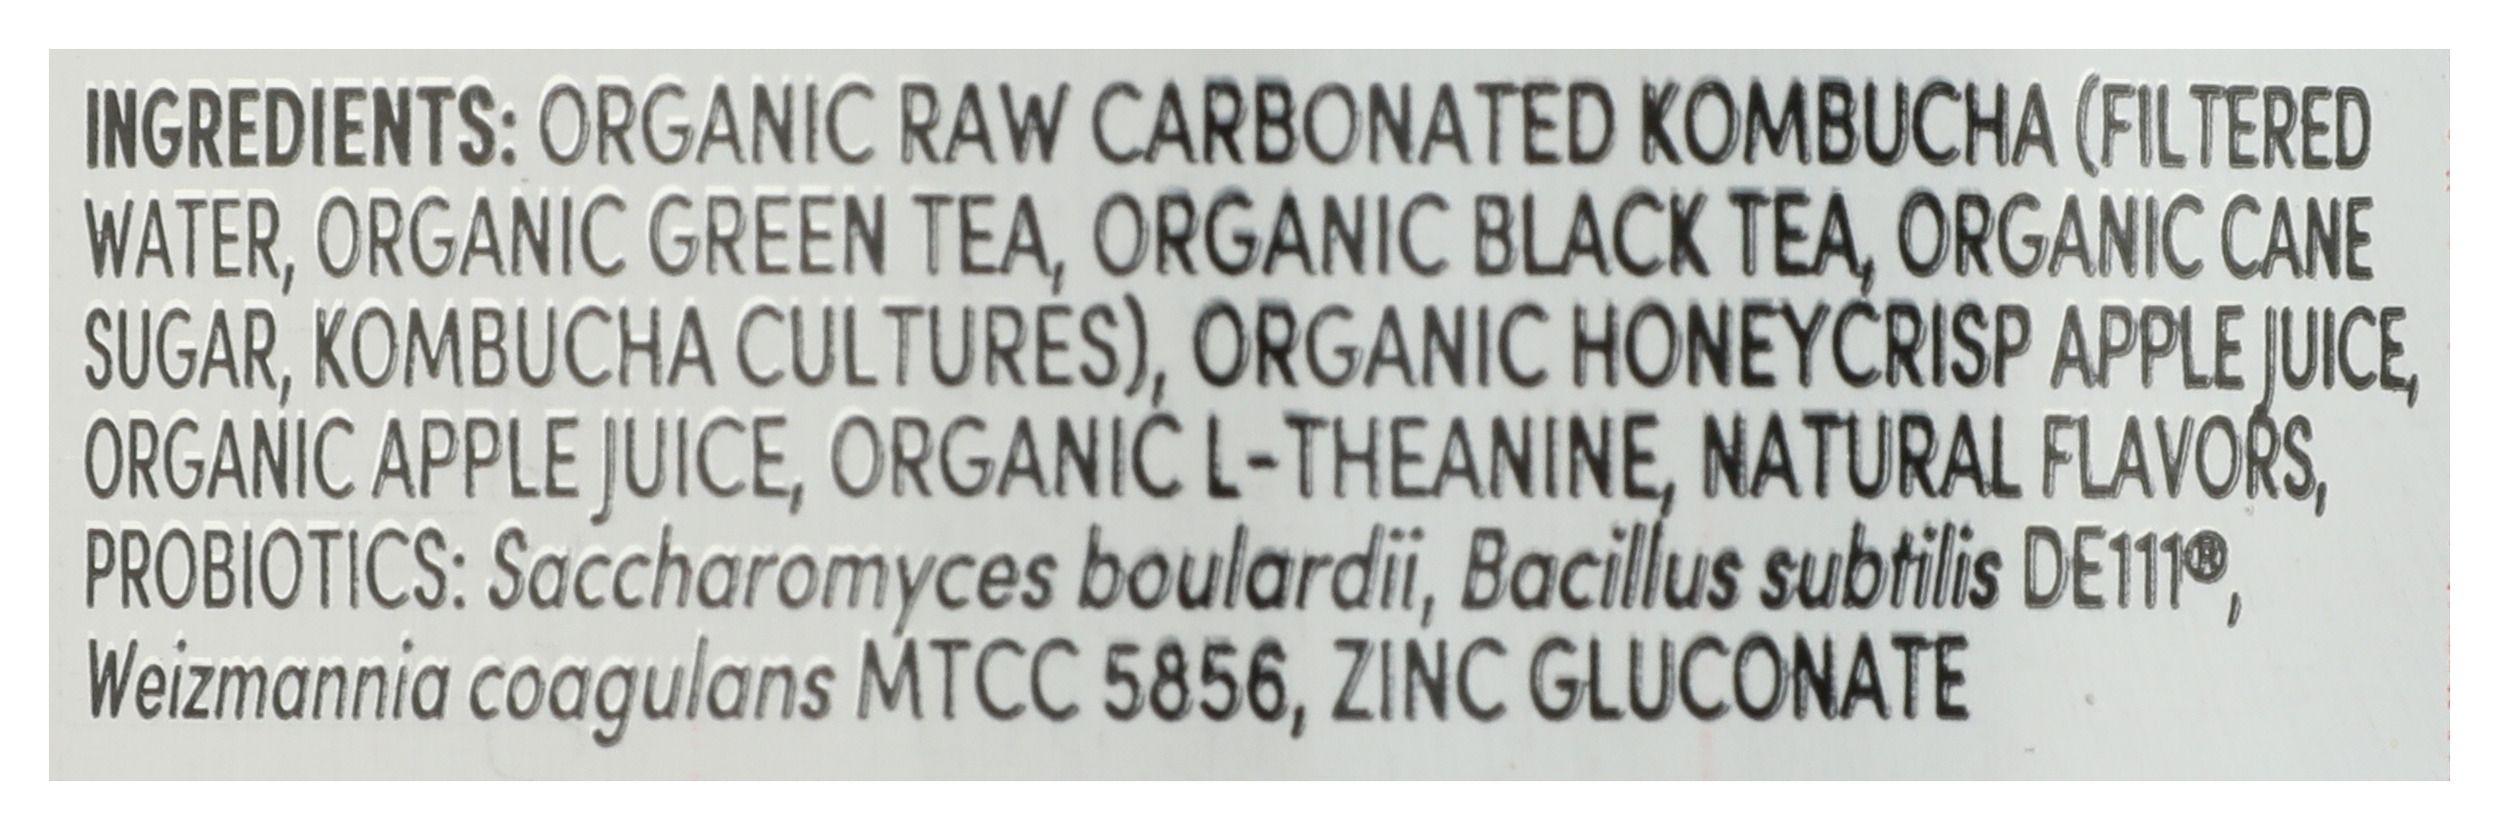 INGREDIENTS: ORGANIC RAW CARBONATED KOMBUCHA (FILTERED
WATER, ORGANIC GREEN TEA, ORGANIC BLACK TEA, ORGANIC CANE
SUGAR, KOMBUCHA CULTURES), ORGANIC HONEYCRISP APPLE JUICE,
ORGANIC APPLE JUICE, ORGANIC L-THEANINE, NATURAL FLAVORS,
PROBIOTICS: Saccharomyces boulardii, Bacillus subtilis DE111®,
Weizmannia coagulans MTCC 5856, ZINC GLUCONATE